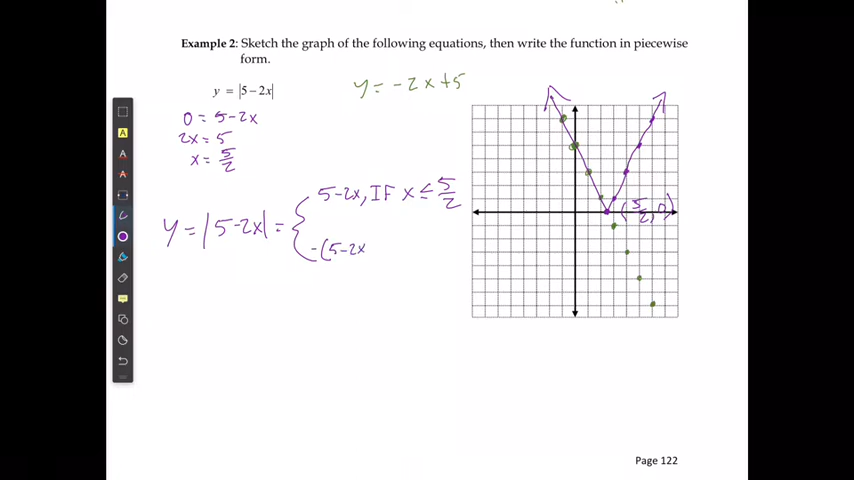 Example 2: Sketch the graph of the following equations, then write the function in piecewise
form.
y = |5 – 2x|
y = -2x+5
0 = 5-2x
2x = 5
x = 5/2
y = |5-2x| = {
5-2x, IF x ≤ 5/2
-(5-2x
(5/2, 0)
Page 122